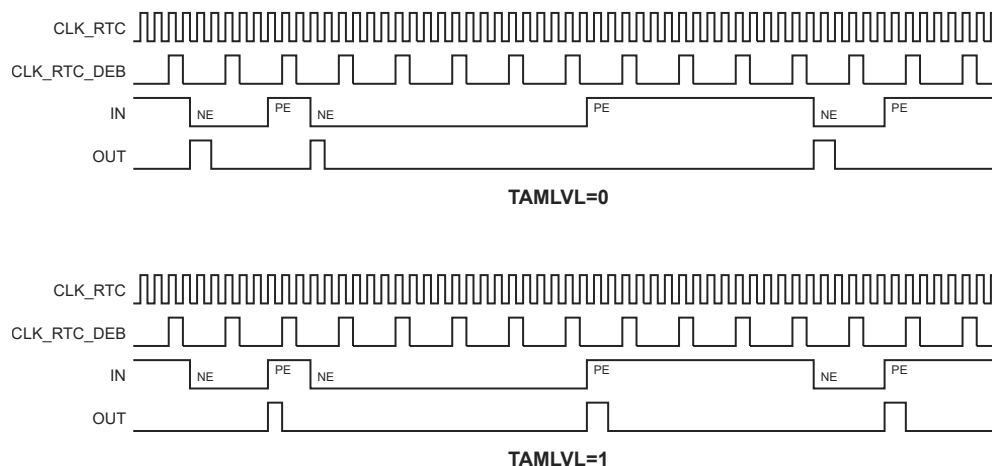 CLK_RTC
CLK_RTC_DEB
IN
NE PE NE PE NE PE
OUT
TAMLVL=0
CLK_RTC
CLK_RTC_DEB
IN
NE PE NE PE NE PE
OUT
TAMLVL=1